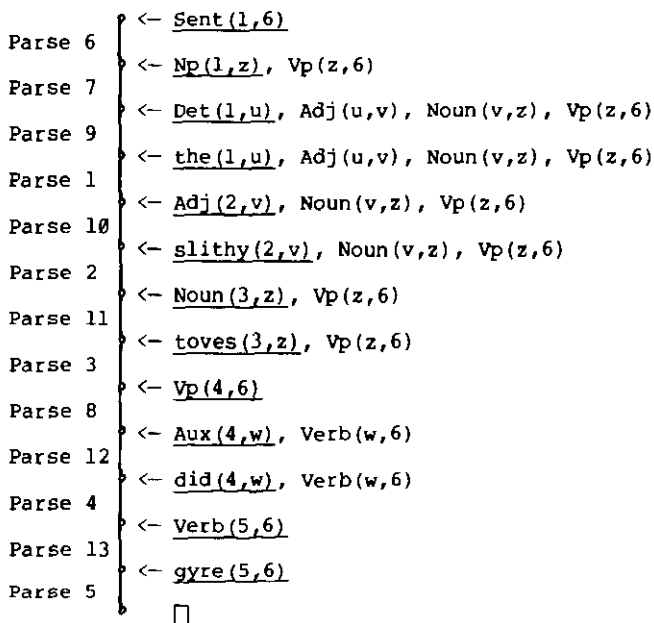 <- Sent(1,6)
Parse 6
<- Np(1,z), Vp(z,6)
Parse 7
<- Det(1,u), Adj(u,v), Noun(v,z), Vp(z,6)
Parse 9
<- the(1,u), Adj(u,v), Noun(v,z), Vp(z,6)
Parse 1
<- Adj(2,v), Noun(v,z), Vp(z,6)
Parse 10
<- slithy(2,v), Noun(v,z), Vp(z,6)
Parse 2
<- Noun(3,z), Vp(z,6)
Parse 11
<- toves(3,z), Vp(z,6)
Parse 3
<- Vp(4,6)
Parse 8
<- Aux(4,w), Verb(w,6)
Parse 12
<- did(4,w), Verb(w,6)
Parse 4
<- Verb(5,6)
Parse 13
<- gyre(5,6)
Parse 5
□